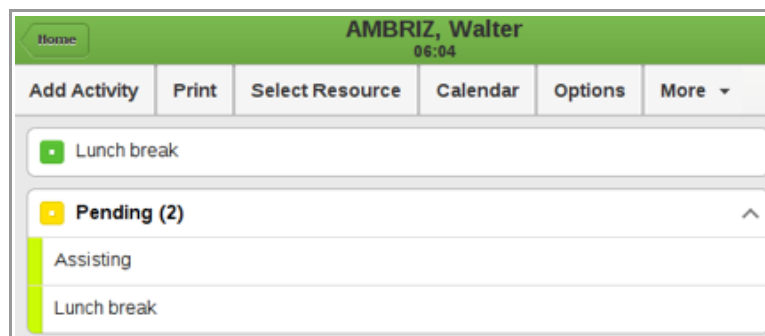 Home
AMBRIZ, Walter
06:04
Add Activity Print Select Resource Calendar Options More
Lunch break
Pending (2)
Assisting
Lunch break